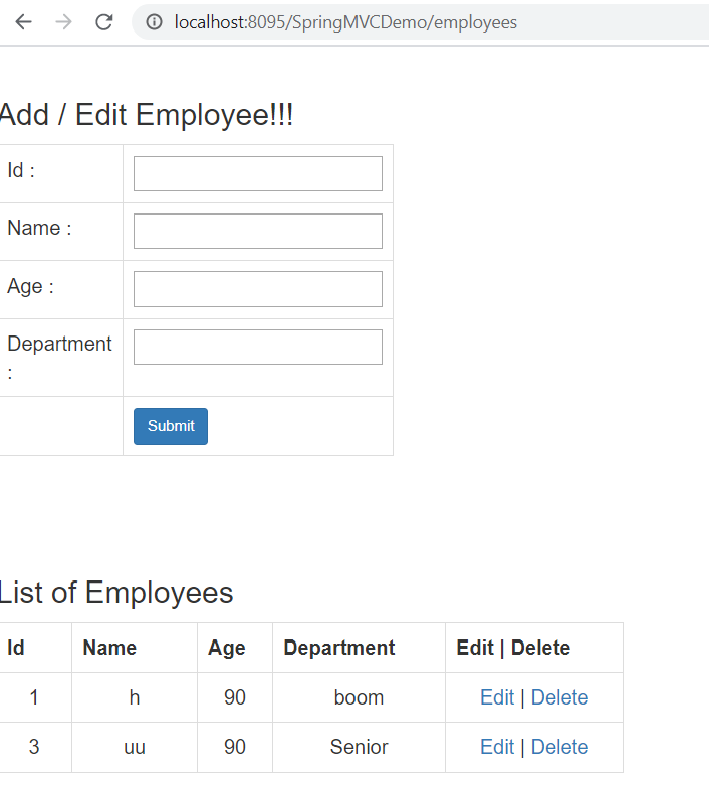 localhost:8095/SpringMVCDemo/employees
Add / Edit Employee!!!
Id :
Name :
Age :
Department
:
Submit
List of Employees
Id Name Age Department Edit | Delete
1 h 90 boom Edit | Delete
3 uu 90 Senior Edit | Delete